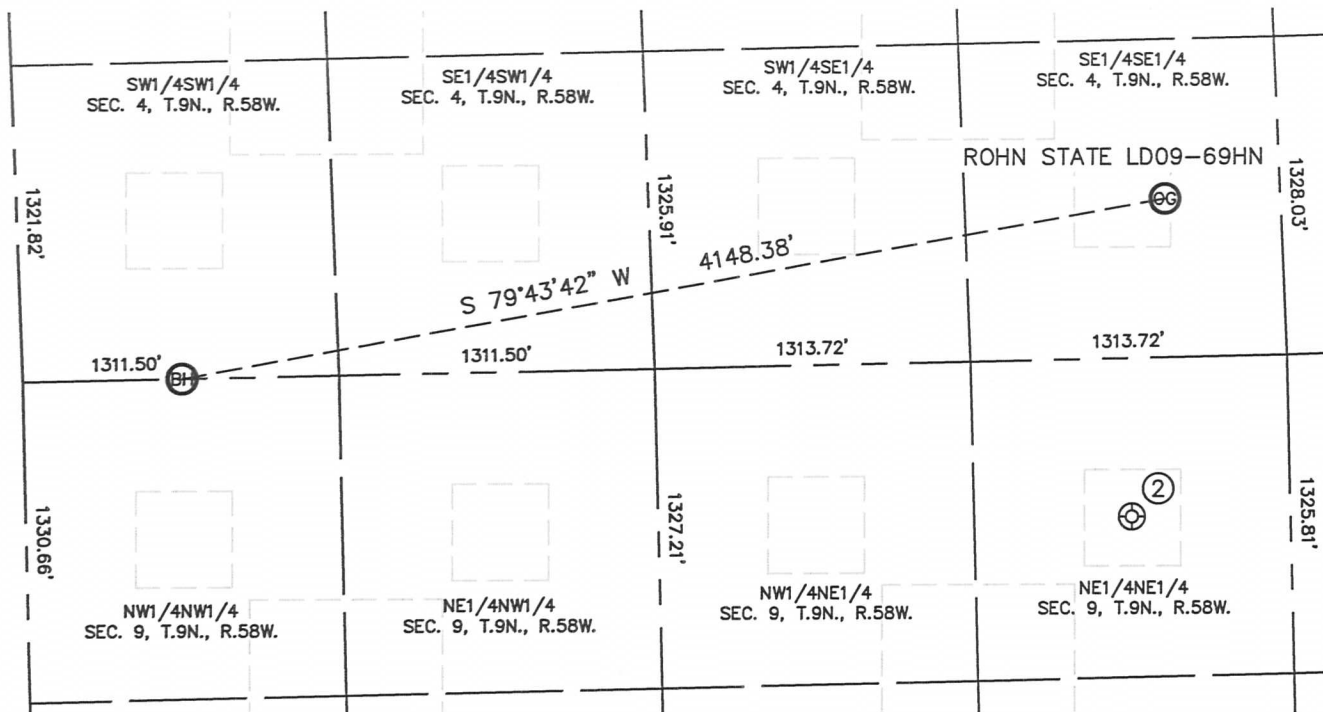 SW1/4SW1/4
SEC. 4, T.9N., R.58W.
SE1/4SW1/4
SEC. 4, T.9N., R.58W.
SW1/4SE1/4
SEC. 4, T.9N., R.58W.
SE1/4SE1/4
SEC. 4, T.9N., R.58W.
ROHN STATE LD09-69HN
OG
1321.82'
1325.91'
1328.03'
4148.38'
S 79°43'42" W
1311.50'
BH
1311.50'
1313.72'
1313.72'
2
1330.66'
1327.21'
1325.81'
NW1/4NW1/4
SEC. 9, T.9N., R.58W.
NE1/4NW1/4
SEC. 9, T.9N., R.58W.
NW1/4NE1/4
SEC. 9, T.9N., R.58W.
NE1/4NE1/4
SEC. 9, T.9N., R.58W.